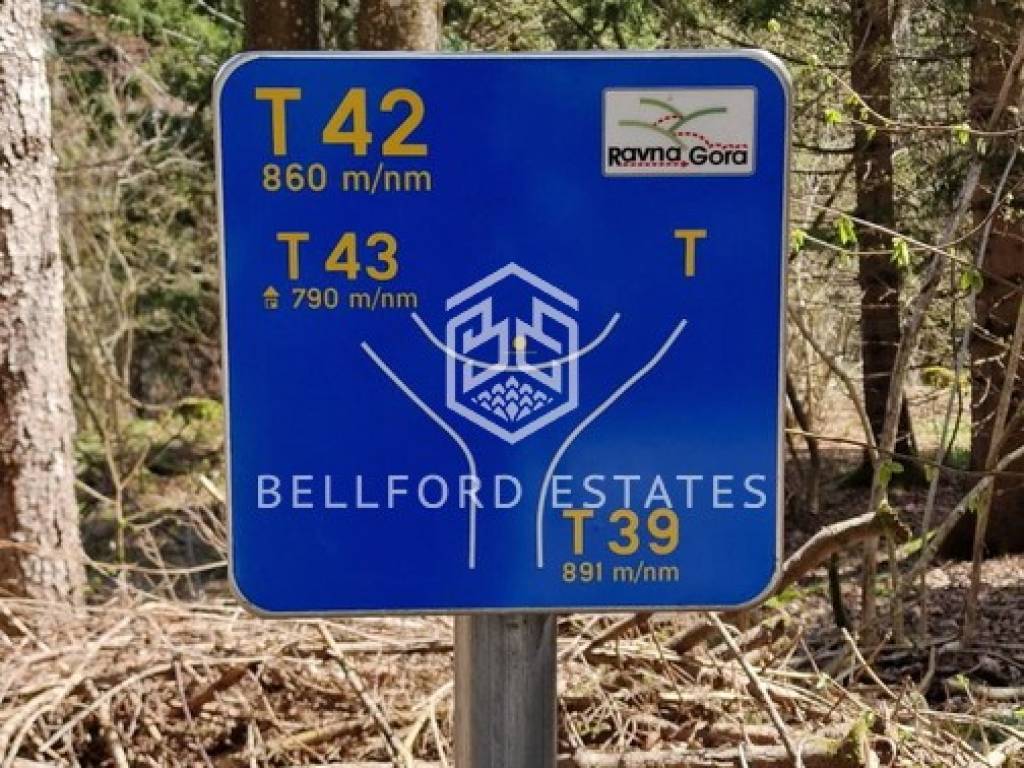 T 42
860 m/nm
Ravna Gora
T 43
790 m/nm
T
BELLFORD ESTATES
T 39
891 m/nm